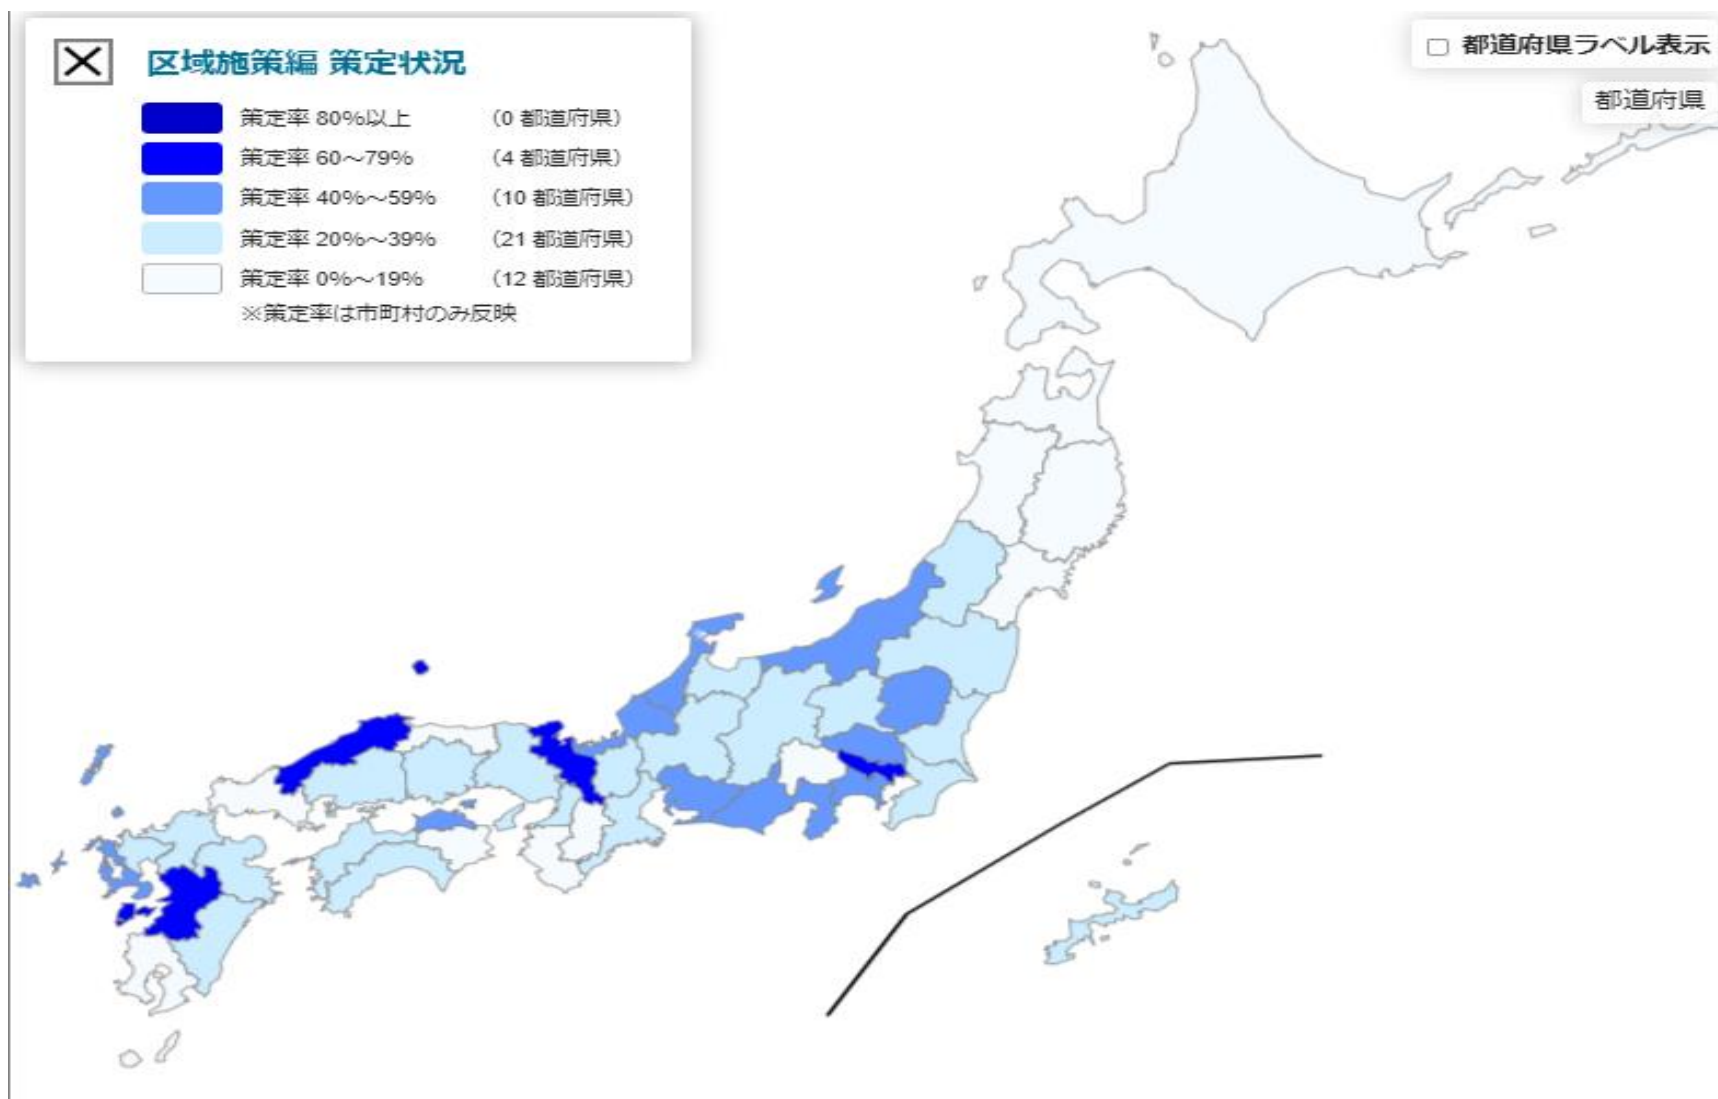 区域施策編 策定状況
策定率 80%以上 (0 都道府県)
策定率 60~79% (4 都道府県)
策定率 40%~59% (10 都道府県)
策定率 20%~39% (21 都道府県)
策定率 0%~19% (12 都道府県)
※策定率は市町村のみ反映
都道府県ラベル表示
都道府県